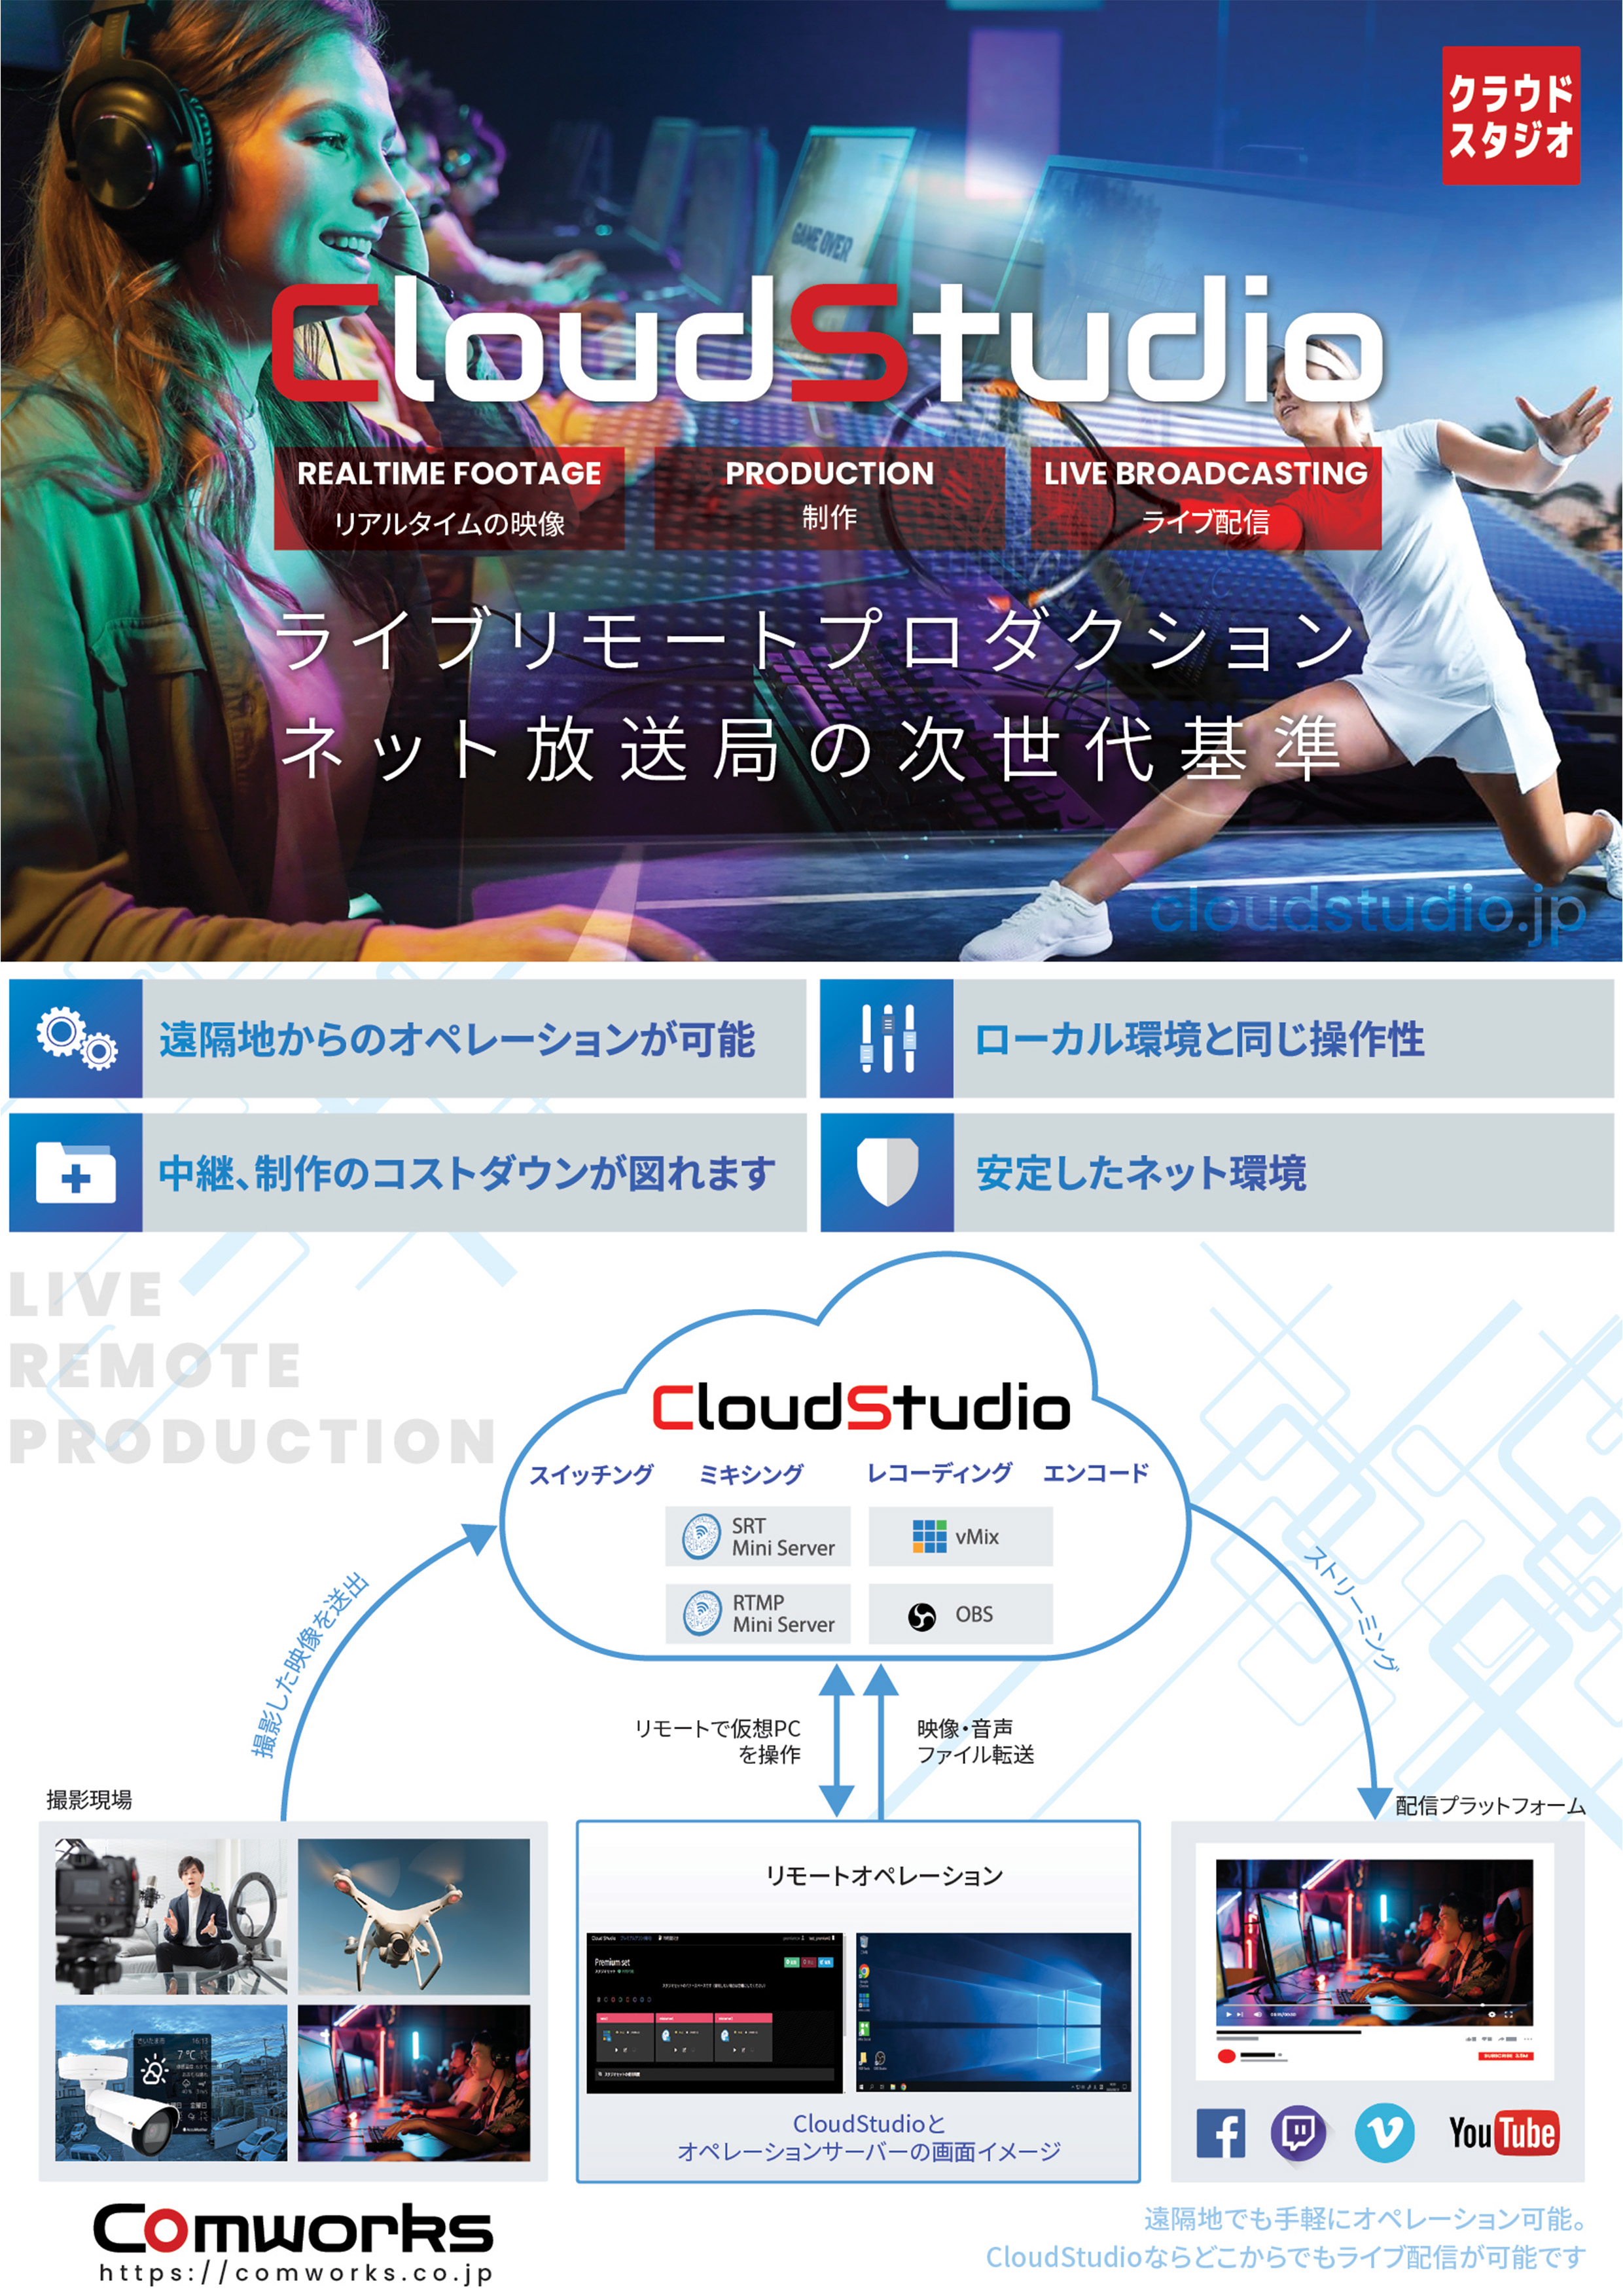 クラウド
スタジオ
GAME OVER
CloudStudio
REALTIME FOOTAGE
リアルタイムの映像
PRODUCTION
制作
LIVE BROADCASTING
ライブ配信
ライブリモートプロダクション
ネット放送局の次世代基準
cloudstudio.jp
遠隔地からのオペレーションが可能
ローカル環境と同じ操作性
中継、制作のコストダウンが図れます
安定したネット環境
LIVE
REMOTE
PRODUCTION
CloudStudio
スイッチング ミキシング レコーディング エンコード
SRT
Mini Server
vMix
RTMP
Mini Server
OBS
撮影した映像を送出
ストリーミング
リモートで仮想PC
を操作
映像・音声
ファイル転送
撮影現場
配信プラットフォーム
リモートオペレーション
Cloud Studio
Premium set
さいたま市 16:13
7℃
SUBSCRIBE
CloudStudioと
オペレーションサーバーの画面イメージ
YouTube
Comworks
https://comworks.co.jp
遠隔地でも手軽にオペレーション可能。
CloudStudioならどこからでもライブ配信が可能です